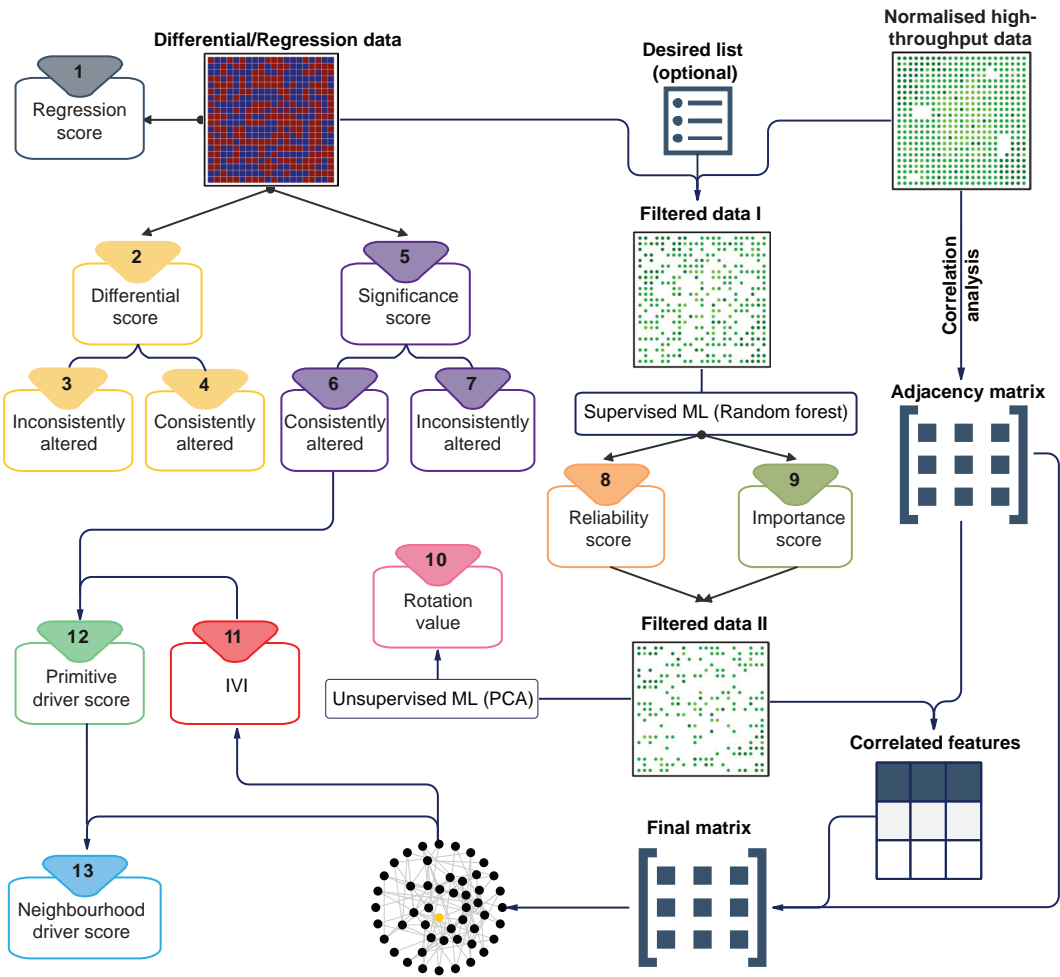 Differential/Regression data
Desired list
(optional)
Normalised high-
throughput data
1
Regression
score
Filtered data I
2
Differential
score
5
Significance
score
Correlation
analysis
3
Inconsistently
altered
4
Consistently
altered
6
Consistently
altered
7
Inconsistently
altered
Supervised ML (Random forest)
Adjacency matrix
8
Reliability
score
9
Importance
score
10
Rotation
value
12
Primitive
driver score
11
IVI
Filtered data II
Unsupervised ML (PCA)
Correlated features
Final matrix
13
Neighbourhood
driver score